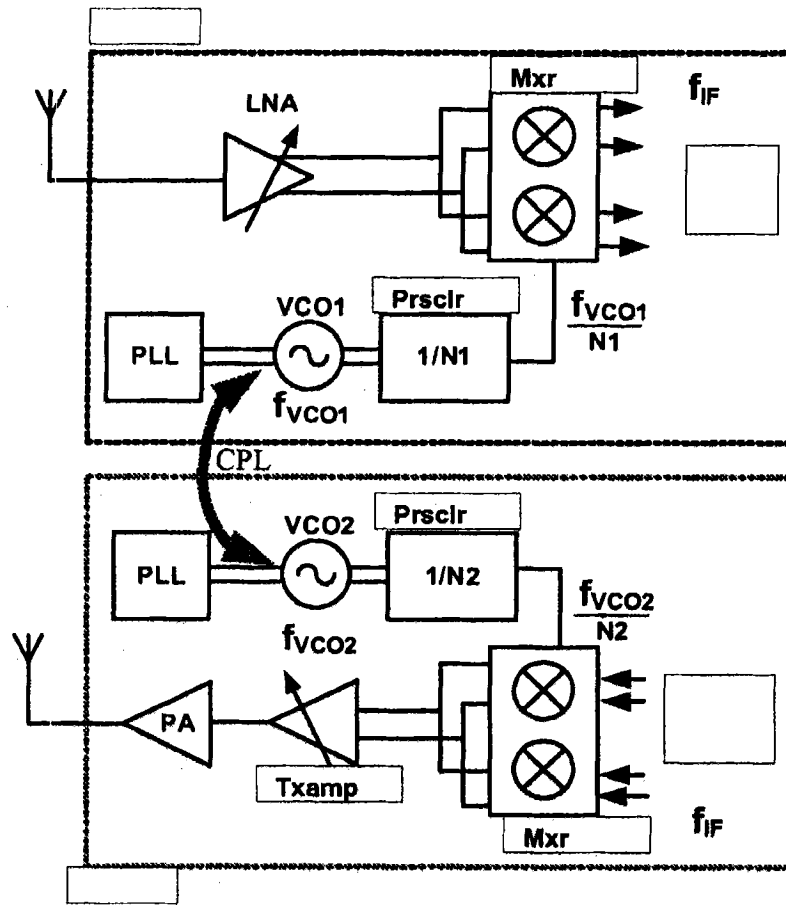 Mxr
fIF
LNA
Prsclr
VCO1
PLL
1/N1
fVCO1
N1
fVCO1
CPL
Prsclr
VCO2
PLL
1/N2
fVCO2
N2
fVCO2
PA
Txamp
Mxr
fIF